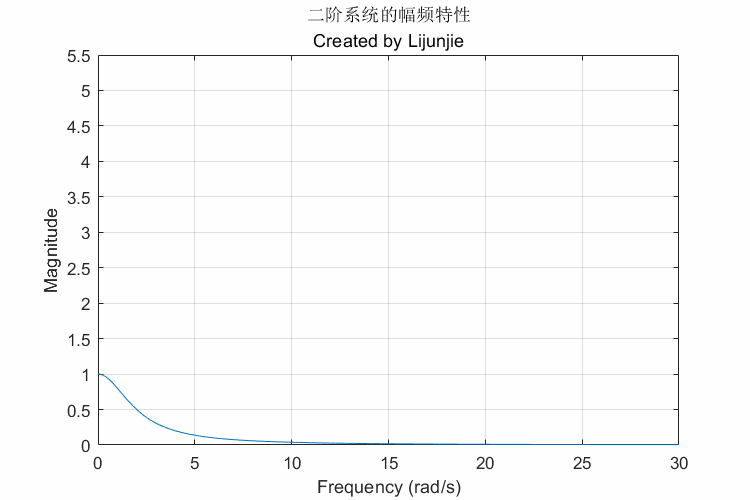 二阶系统的幅频特性
Created by Lijunjie
5.5
5
4.5
4
3.5
3
2.5
2
1.5
1
0.5
0
Magnitude
0 5 10 15 20 25 30
Frequency (rad/s)